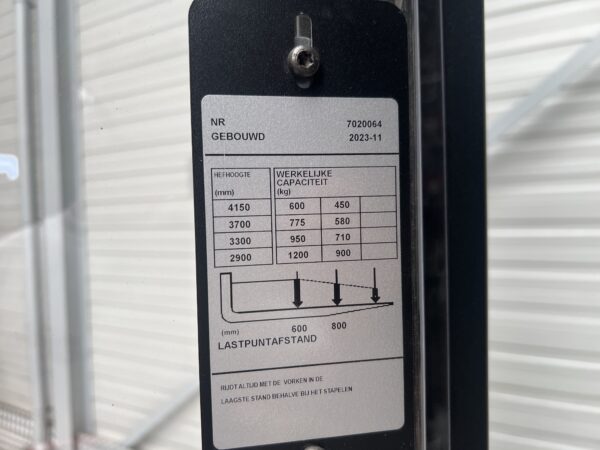 NR 7020064
GEBOUWD 2023-11
HEFHOOGTE WERKELIJKE
CAPACITEIT
(mm) (kg)
4150 600 450
3700 775 580
3300 950 710
2900 1200 900
(mm) 600 800
LASTPUNTAFSTAND
RIJDT ALTIJD MET DE VORKEN IN DE
LAAGSTE STAND BEHALVE BIJ HET STAPELEN